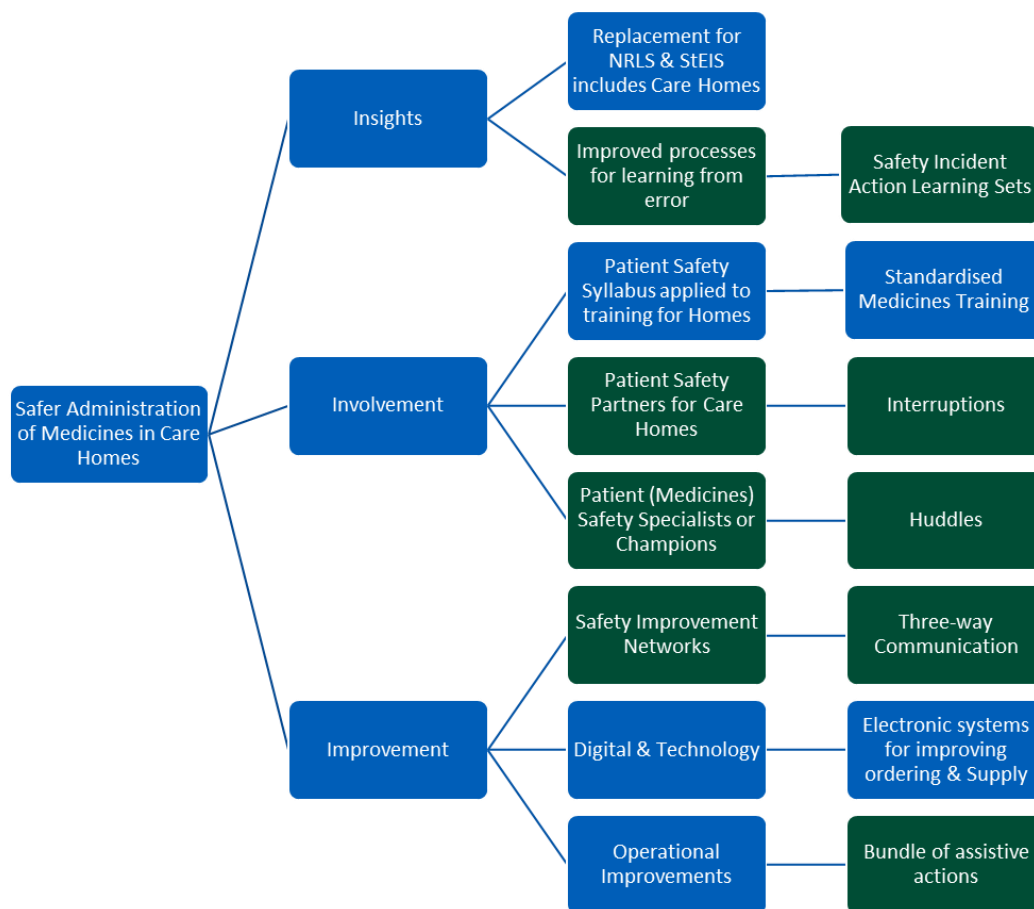 Replacement for
NRLS & StEIS
includes Care Homes
Insights
Improved processes
for learning from
error
Safety Incident
Action Learning Sets
Patient Safety
Syllabus applied to
training for Homes
Standardised
Medicines Training
Safer Administration
of Medicines in Care
Homes
Involvement
Patient Safety
Partners for Care
Homes
Interruptions
Patient (Medicines)
Safety Specialists or
Champions
Huddles
Safety Improvement
Networks
Three-way
Communication
Improvement
Digital & Technology
Electronic systems
for improving
ordering & Supply
Operational
Improvements
Bundle of assistive
actions